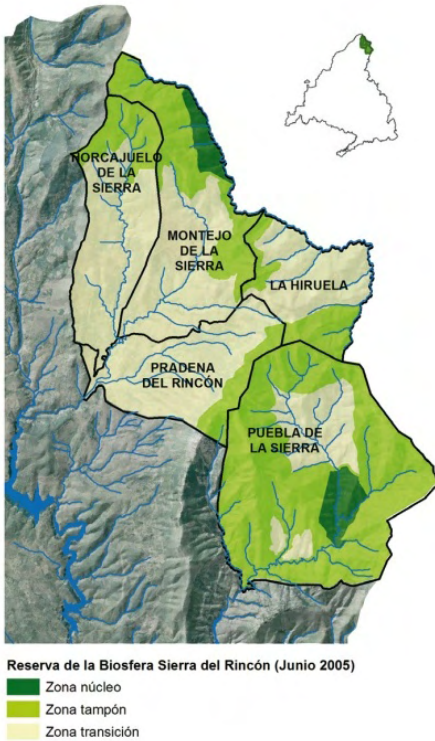 HORCAJUELO
DE LA
SIERRA
MONTEJO
DE LA
SIERRA
LA HIRUELA
PRADENA
DEL RINCÓN
PUEBLA DE
LA SIERRA
Reserva de la Biosfera Sierra del Rincón (Junio 2005)
Zona núcleo
Zona tampón
Zona transición